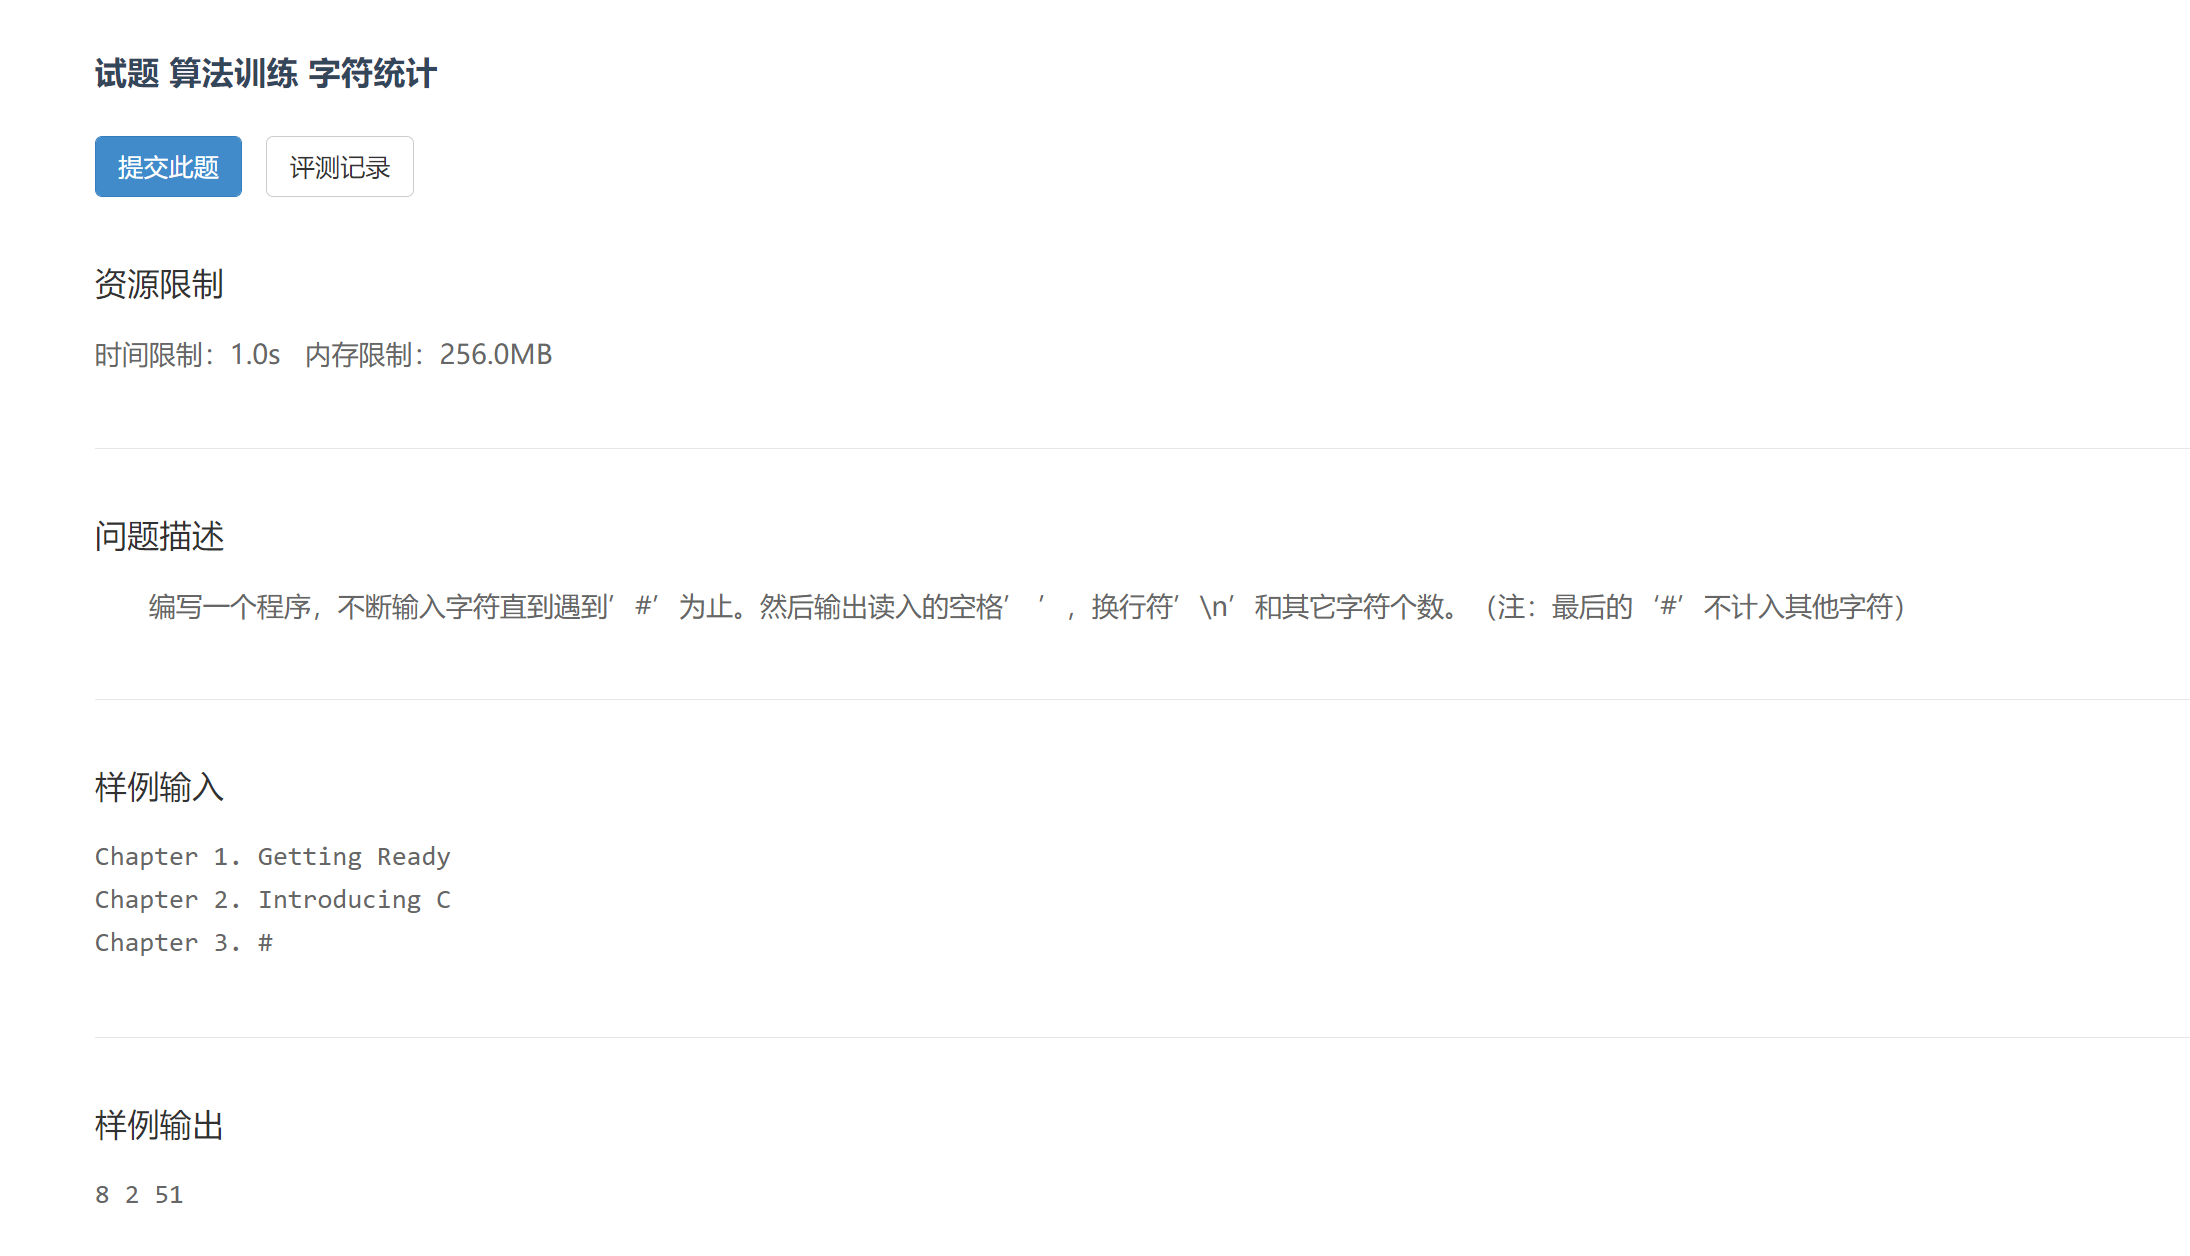 试题 算法训练 字符统计
提交此题 评测记录
资源限制
时间限制：1.0s 内存限制：256.0MB
问题描述
编写一个程序，不断输入字符直到遇到’#’为止。然后输出读入的空格’ ’，换行符’\n’和其它字符个数。（注：最后的‘#’不计入其他字符）
样例输入
Chapter 1. Getting Ready
Chapter 2. Introducing C
Chapter 3. #
样例输出
8 2 51